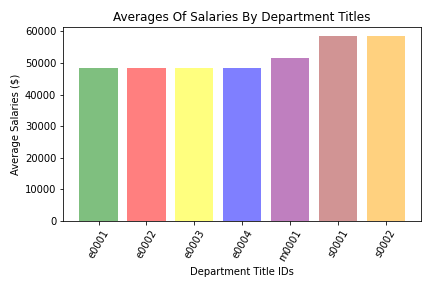 Averages Of Salaries By Department Titles
Average Salaries ($)
60000
50000
40000
30000
20000
10000
0
e0001
e0002
e0003
e0004
m0001
s0001
s0002
Department Title IDs